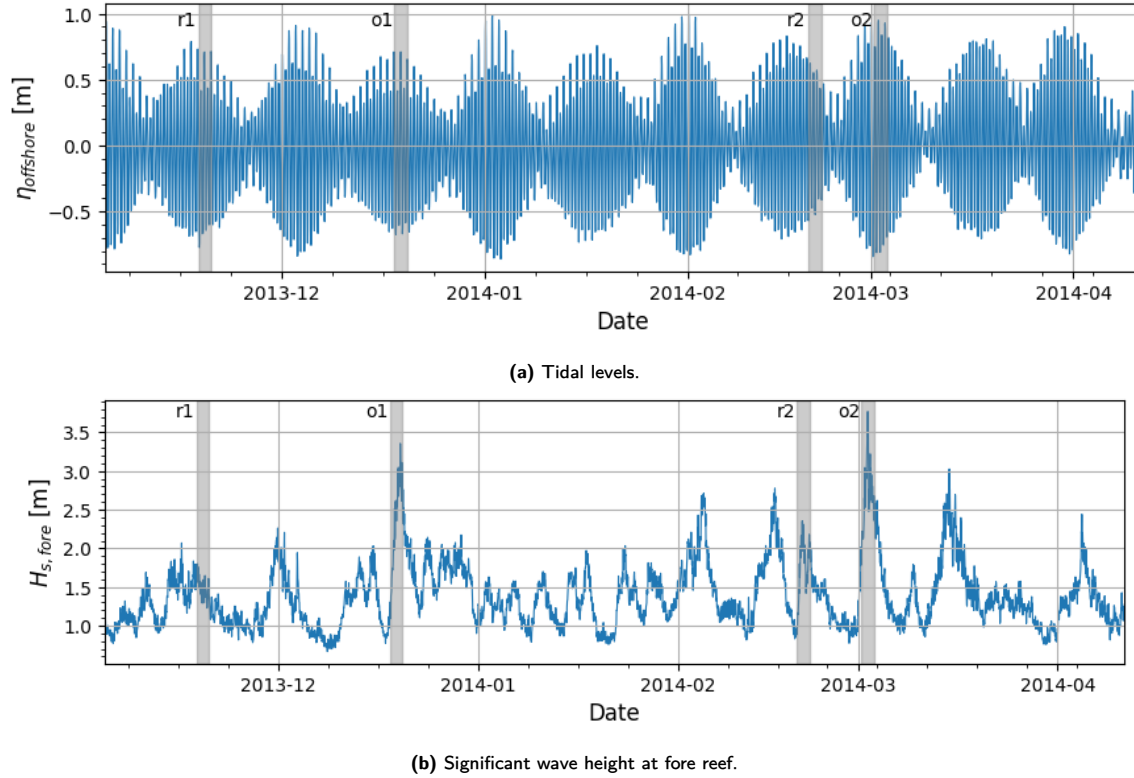 r1 o1 r2 o2
1.0
0.5
0.0
−0.5
η_offshore [m]
2013-12 2014-01 2014-02 2014-03 2014-04
Date
(a) Tidal levels.
r1 o1 r2 o2
3.5
3.0
2.5
2.0
1.5
1.0
H_s, fore [m]
2013-12 2014-01 2014-02 2014-03 2014-04
Date
(b) Significant wave height at fore reef.